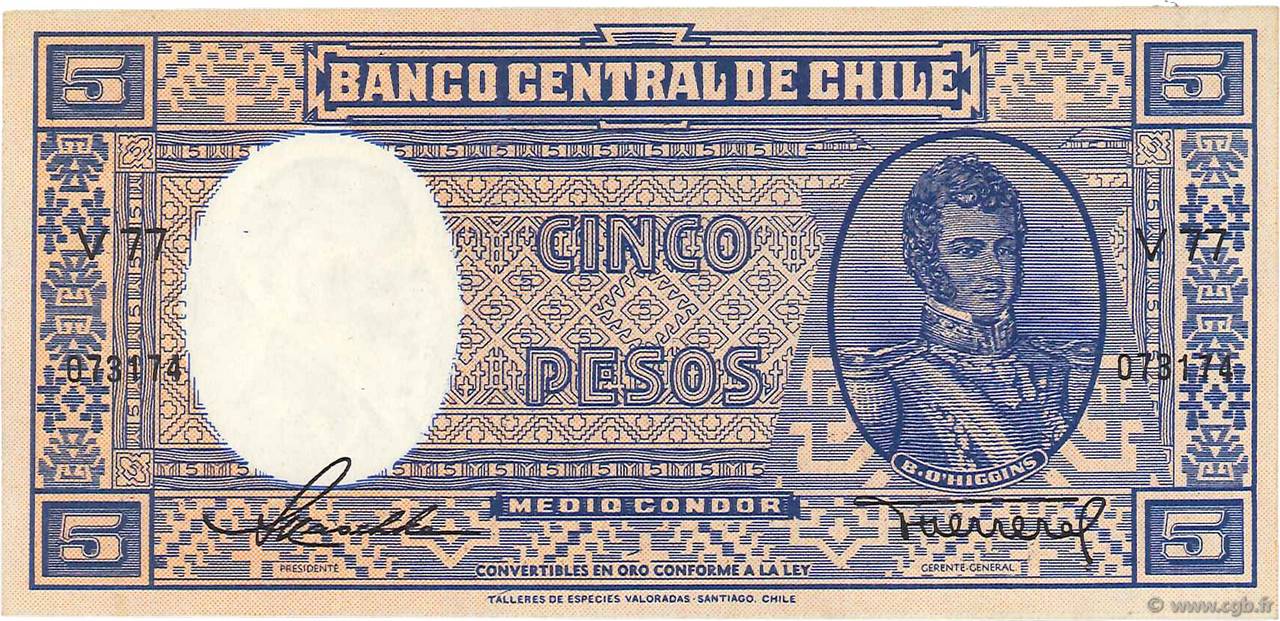 5 5
BANCO CENTRAL DE CHILE
CINCO
V 77 V 77
PESOS
073174 073174
B. O'HIGGINS
MEDIO CONDOR
5 5
PRESIDENTE GERENTE-GENERAL
CONVERTIBLES EN ORO CONFORME A LA LEY
TALLERES DE ESPECIES VALORADAS - SANTIAGO. CHILE
© www.cgb.fr